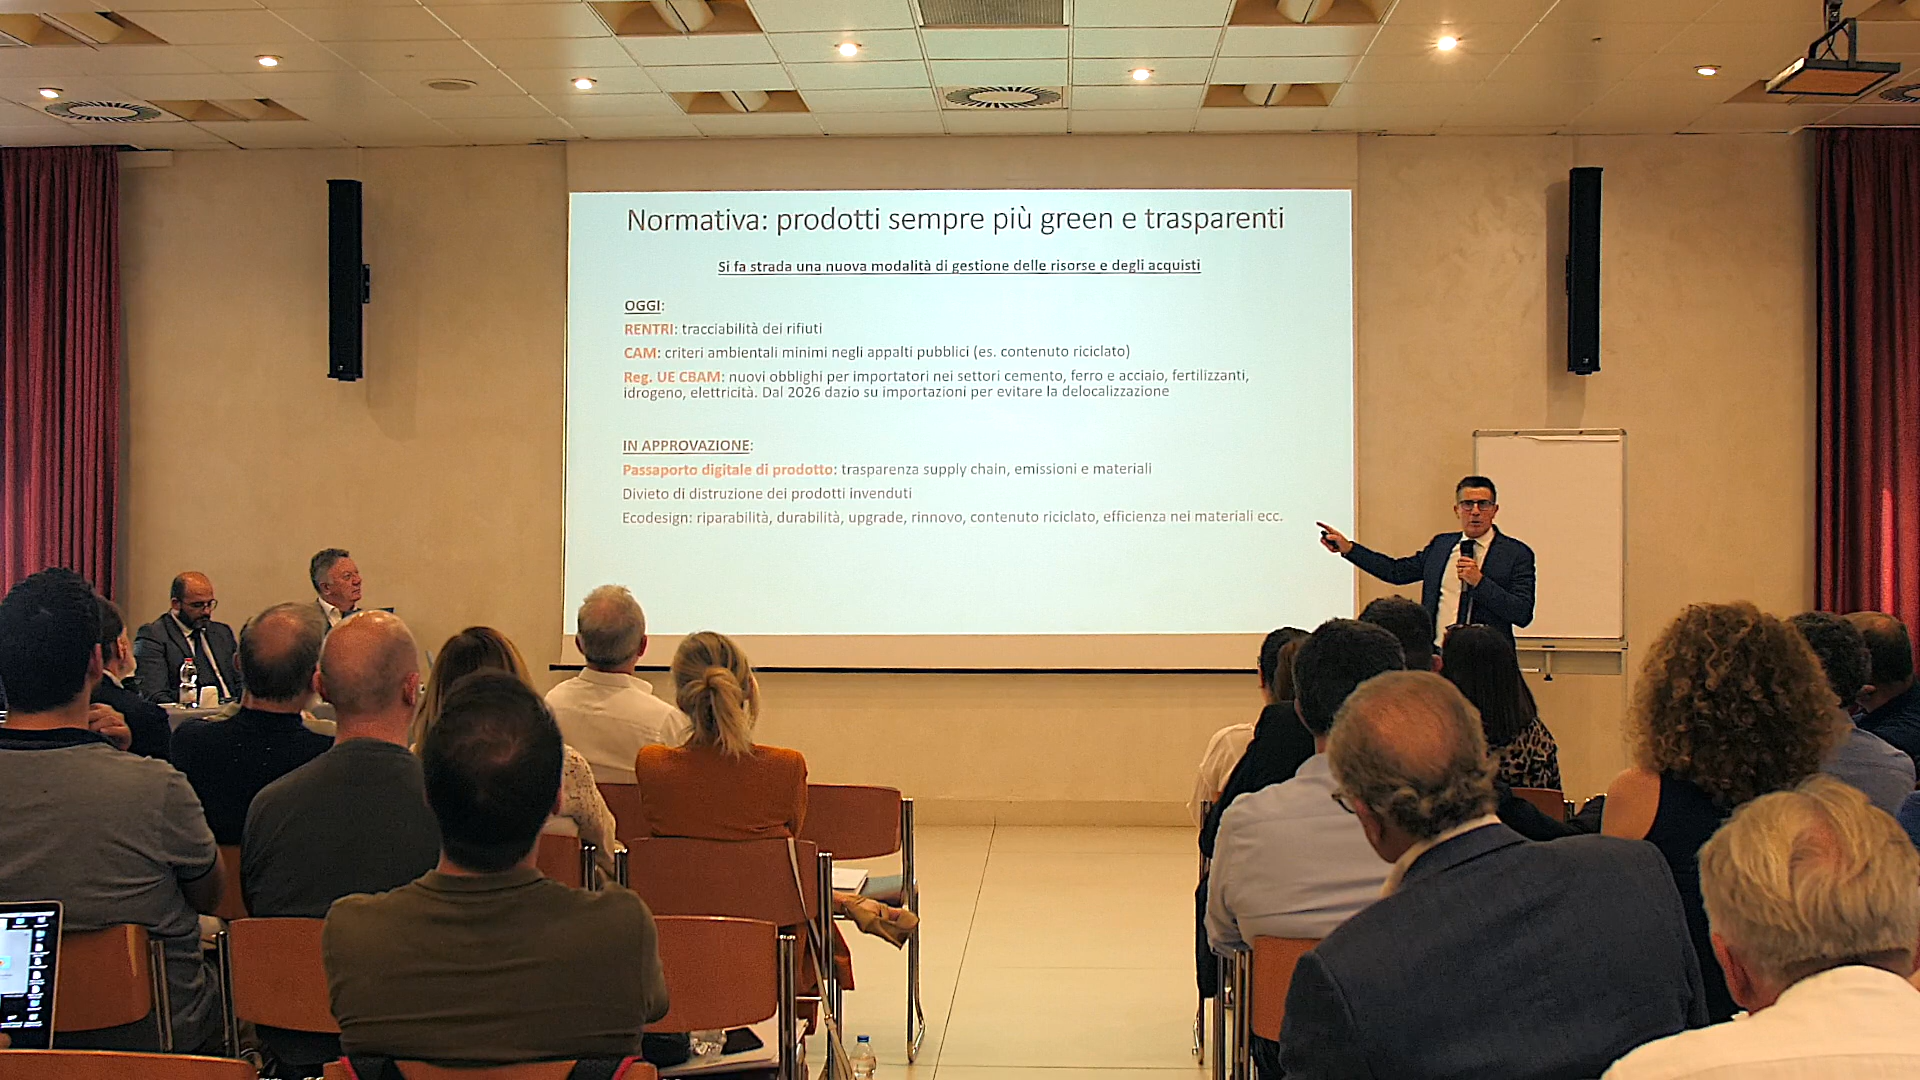 Normativa: prodotti sempre più green e trasparenti
Si fa strada una nuova modalità di gestione delle risorse e degli acquisti
OGGI:
RENTRI: tracciabilità dei rifiuti
CAM: criteri ambientali minimi negli appalti pubblici (es. contenuto riciclato)
Reg. UE CBAM: nuovi obblighi per importatori nei settori cemento, ferro e acciaio, fertilizzanti,
idrogeno, elettricità. Dal 2026 dazio su importazioni per evitare la delocalizzazione
IN APPROVAZIONE:
Passaporto digitale di prodotto: trasparenza supply chain, emissioni e materiali
Divieto di distruzione dei prodotti invenduti
Ecodesign: riparabilità, durabilità, upgrade, rinnovo, contenuto riciclato, efficienza nei materiali ecc.